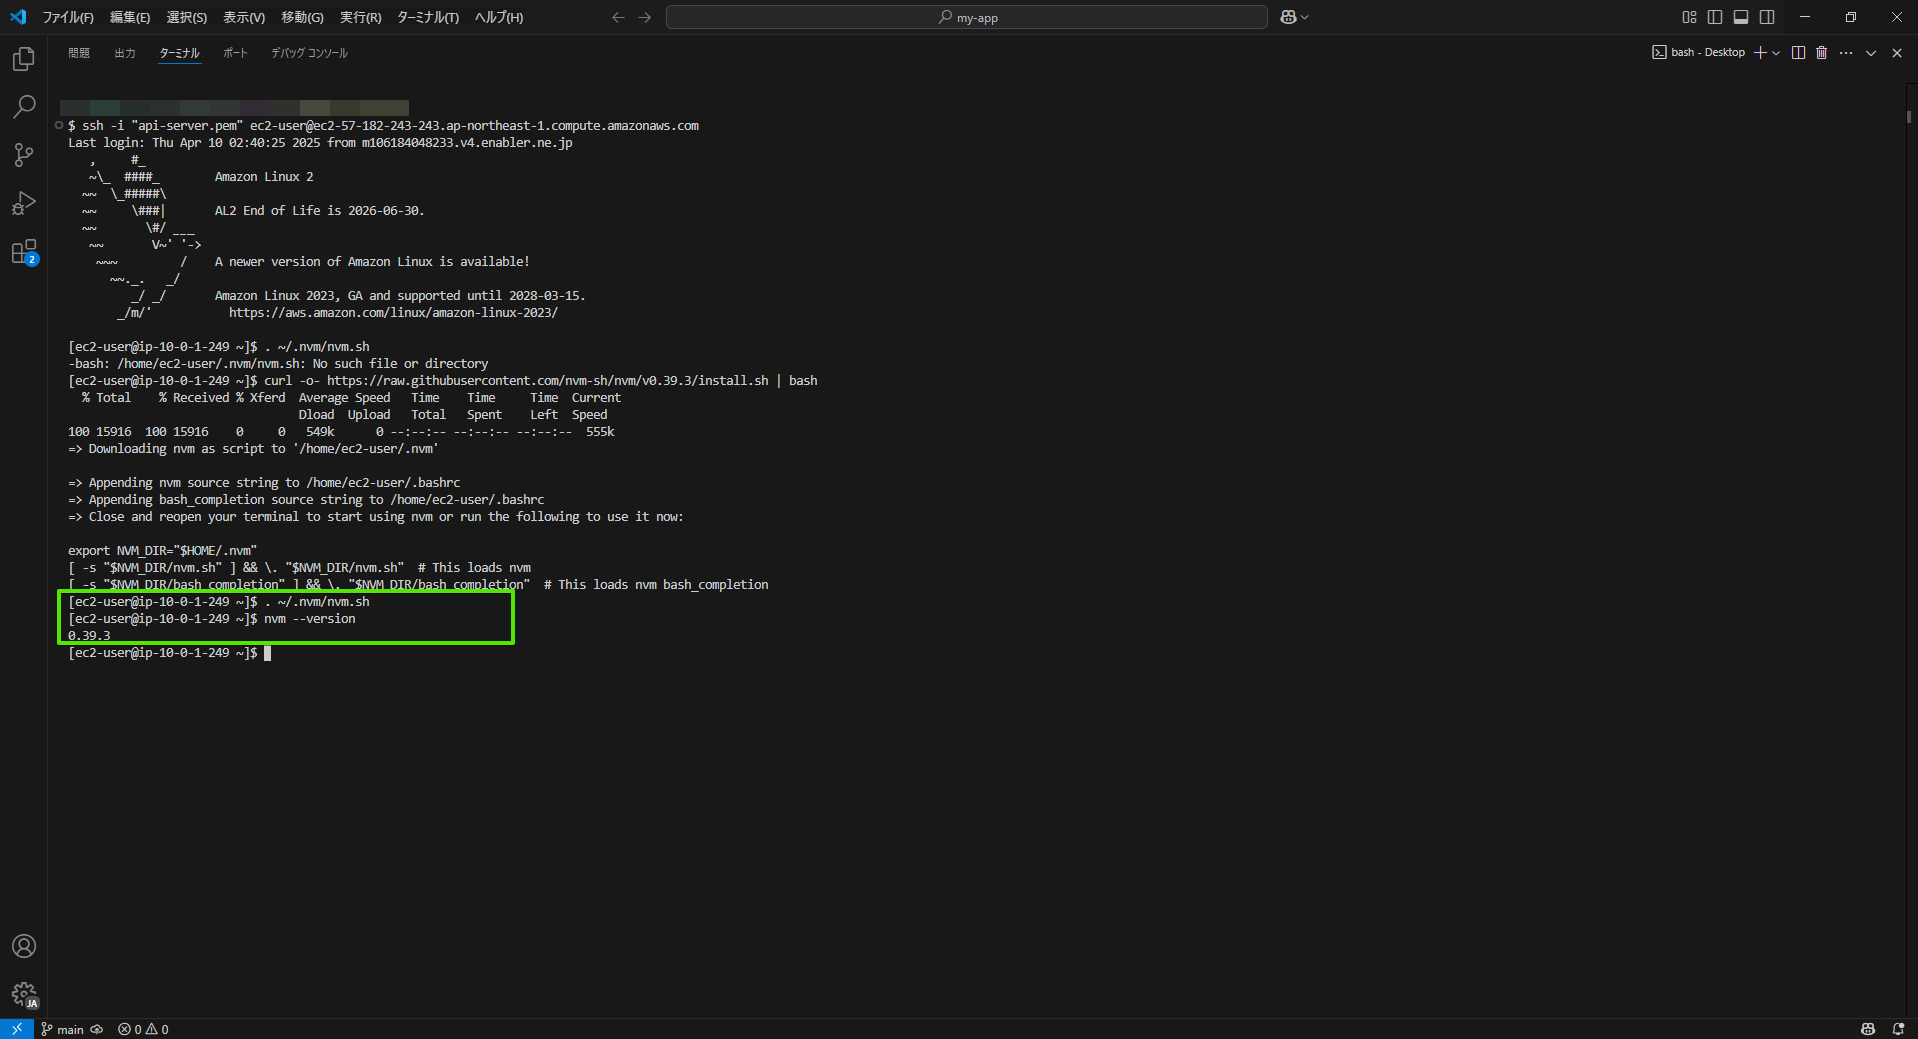 ファイル(F) 編集(E) 選択(S) 表示(V) 移動(G) 実行(R) ターミナル(T) ヘルプ(H) my-app
問題 出力 ターミナル ポート デバッグ コンソール bash - Desktop
$ ssh -i "api-server.pem" ec2-user@ec2-57-182-243-243.ap-northeast-1.compute.amazonaws.com
Last login: Thu Apr 10 02:40:25 2025 from m106184048233.v4.enabler.ne.jp
   ,     #_
   ~\_  ####_        Amazon Linux 2
  ~~  \_#####\
  ~~     \###|       AL2 End of Life is 2026-06-30.
  ~~       \#/ ___
   ~~       V~' '->
    ~~~         /    A newer version of Amazon Linux is available!
      ~~._.   _/
         _/ _/       Amazon Linux 2023, GA and supported until 2028-03-15.
       _/m/'           https://aws.amazon.com/linux/amazon-linux-2023/
[ec2-user@ip-10-0-1-249 ~]$ . ~/.nvm/nvm.sh
-bash: /home/ec2-user/.nvm/nvm.sh: No such file or directory
[ec2-user@ip-10-0-1-249 ~]$ curl -o- https://raw.githubusercontent.com/nvm-sh/nvm/v0.39.3/install.sh | bash
  % Total    % Received % Xferd  Average Speed   Time    Time     Time  Current
                                 Dload  Upload   Total   Spent    Left  Speed
100 15916  100 15916    0     0   549k      0 --:--:-- --:--:-- --:--:--  555k
=> Downloading nvm as script to '/home/ec2-user/.nvm'
=> Appending nvm source string to /home/ec2-user/.bashrc
=> Appending bash_completion source string to /home/ec2-user/.bashrc
=> Close and reopen your terminal to start using nvm or run the following to use it now:
export NVM_DIR="$HOME/.nvm"
[ -s "$NVM_DIR/nvm.sh" ] && \. "$NVM_DIR/nvm.sh"  # This loads nvm
[ -s "$NVM_DIR/bash_completion" ] && \. "$NVM_DIR/bash_completion"  # This loads nvm bash_completion
[ec2-user@ip-10-0-1-249 ~]$ . ~/.nvm/nvm.sh
[ec2-user@ip-10-0-1-249 ~]$ nvm --version
0.39.3
[ec2-user@ip-10-0-1-249 ~]$
2
JA
main 0 0